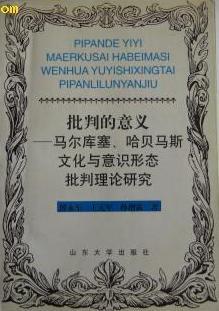 om
PIPANDE YIYI
MAERKUSAI HABEIMASI
WENHUA YUYISHIXINGTAI
PIPANLILUNYANJIU
批判的意义
——马尔库塞、哈贝马斯
文化与意识形态
批判理论研究
著
山东大学出版社